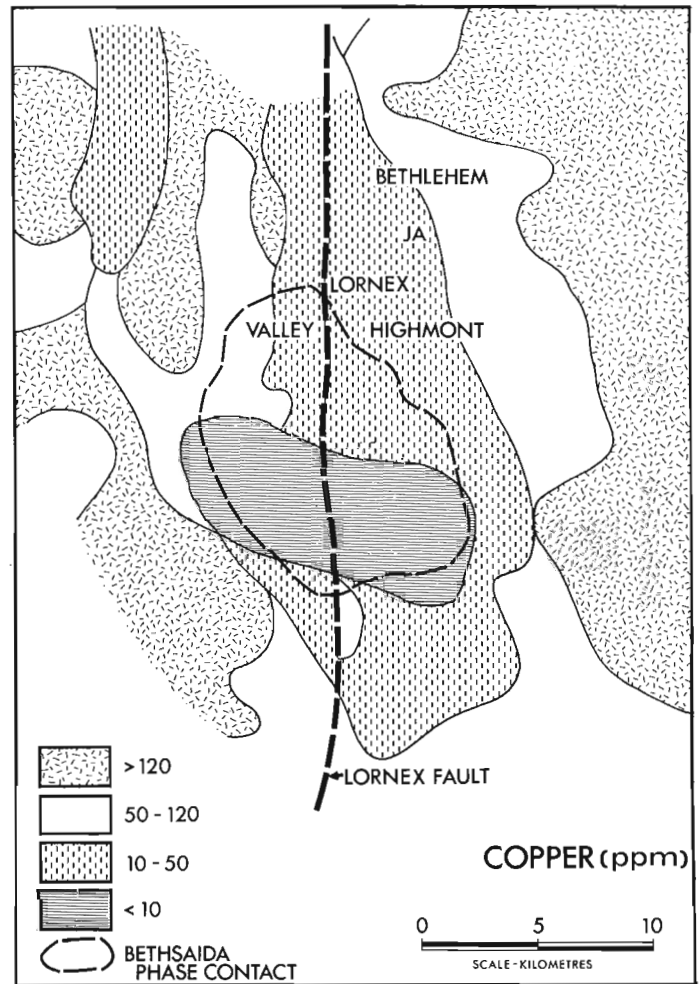 BETHLEHEM
JA
LORNEX
VALLEY HIGHMONT
LORNEX FAULT
>120
50 - 120
10 - 50
< 10
BETHSAIDA
PHASE CONTACT
COPPER (ppm)
0 5 10
SCALE - KILOMETRES